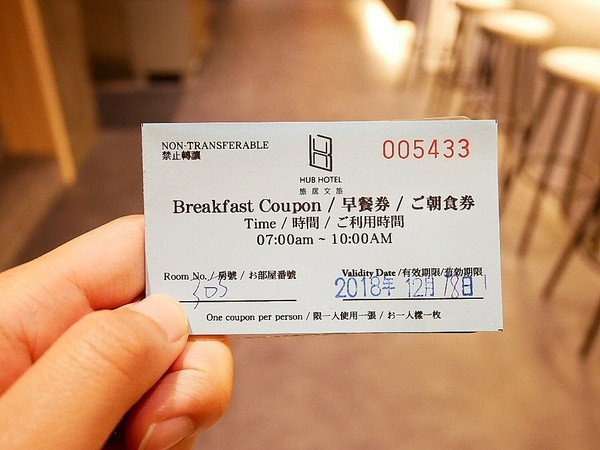 NON-TRANSFERABLE
禁止轉讓
005433
HUB HOTEL
旅居文旅
Breakfast Coupon / 早餐券 / ご朝食券
Time / 時間 / ご利用時間
07:00am ~ 10:00AM
Room No. / 房號 / お部屋番號
305
Validity Date /有效期限/有効期限
2018年 12月 18日
One coupon per person / 限一人使用一張 / お一人樣一枚